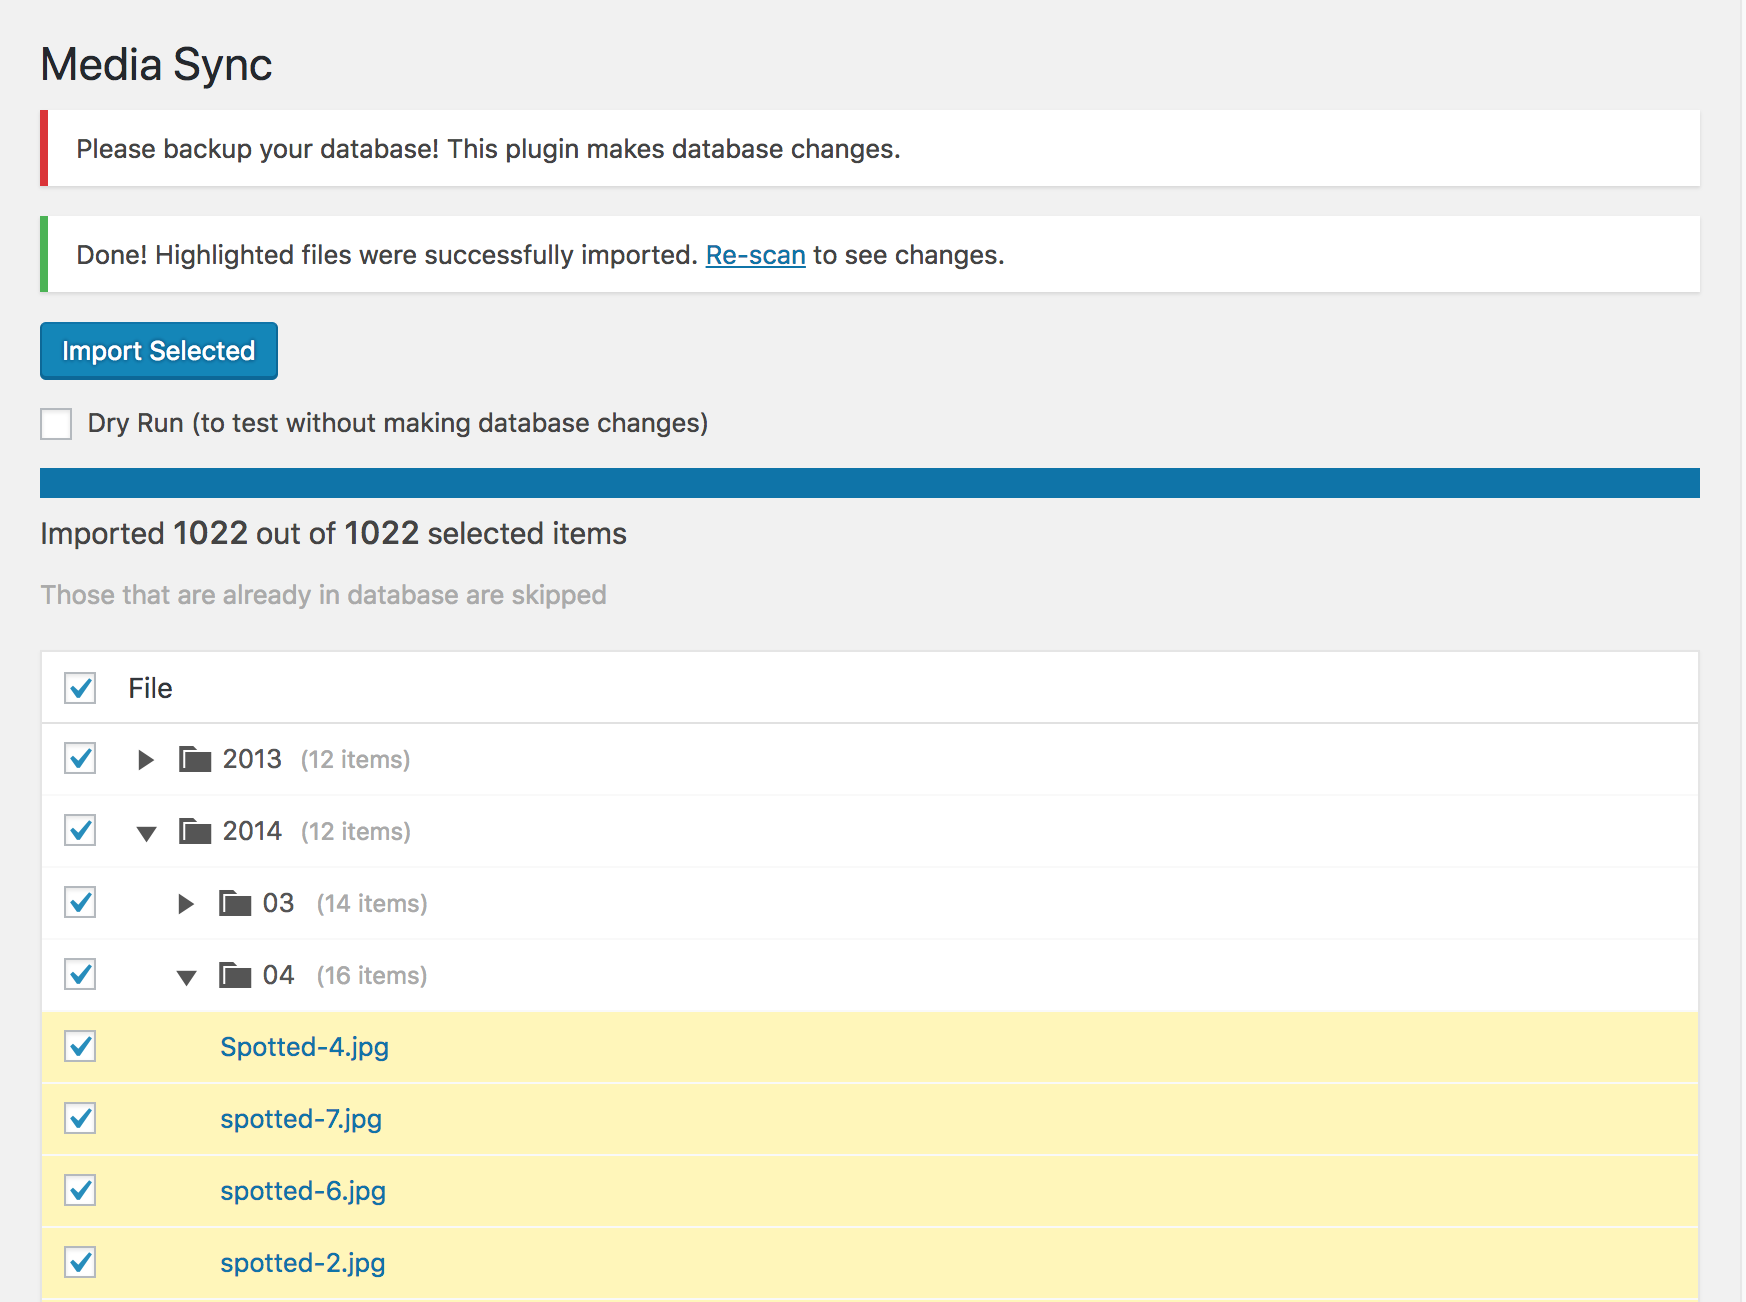 Media Sync
Please backup your database! This plugin makes database changes.
Done! Highlighted files were successfully imported. Re-scan to see changes.
Import Selected
Dry Run (to test without making database changes)
Imported 1022 out of 1022 selected items
Those that are already in database are skipped
File
2013 (12 items)
2014 (12 items)
03 (14 items)
04 (16 items)
Spotted-4.jpg
spotted-7.jpg
spotted-6.jpg
spotted-2.jpg